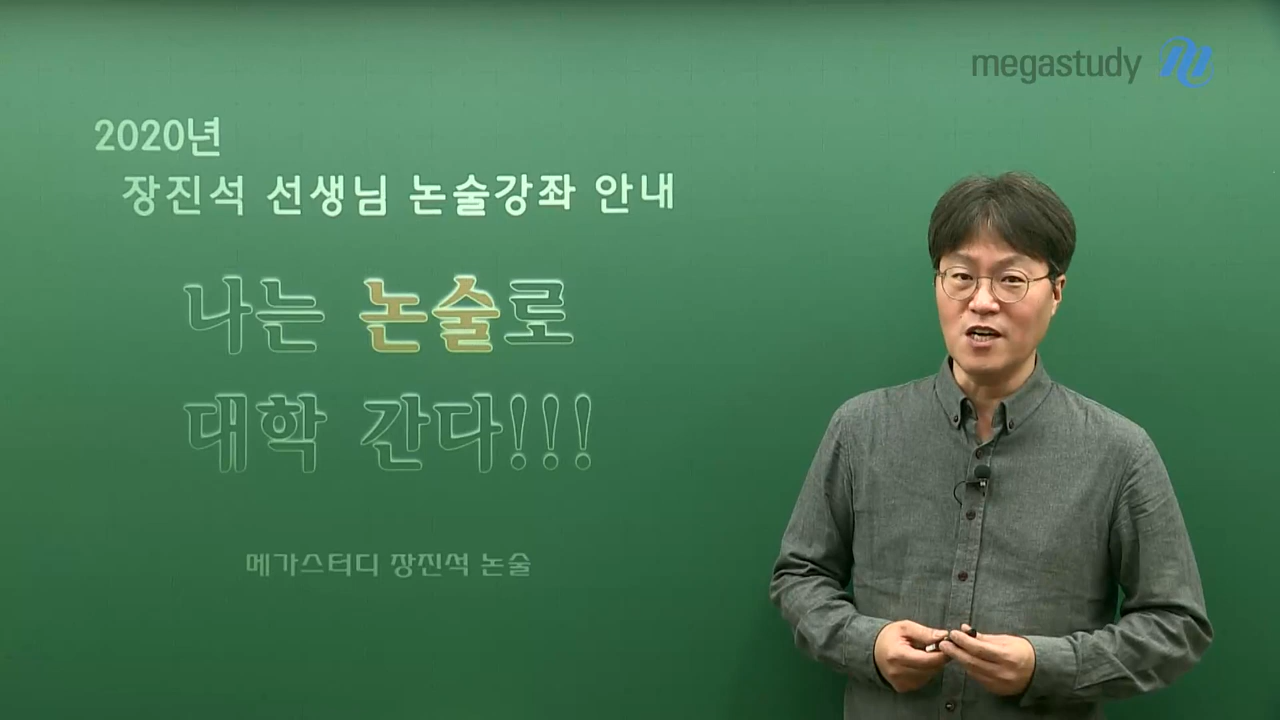 megastudy
2020년
장진석 선생님 논술강좌 안내
나는 논술로
대학 간다!!!
메가스터디 장진석 논술